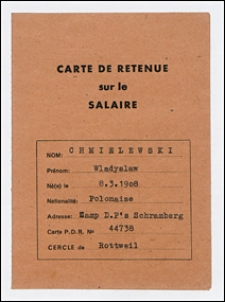 CARTE DE RETENUE
sur le
SALAIRE
NOM: CHMIELEWSKI
Prénom: Wladyslaw
Né(e) le 8.3.1908
Nationalité: Polonaise
Adresse: Camp D.P's Schramberg
Carte P.D.R. No 44738
CERCLE de Rottweil